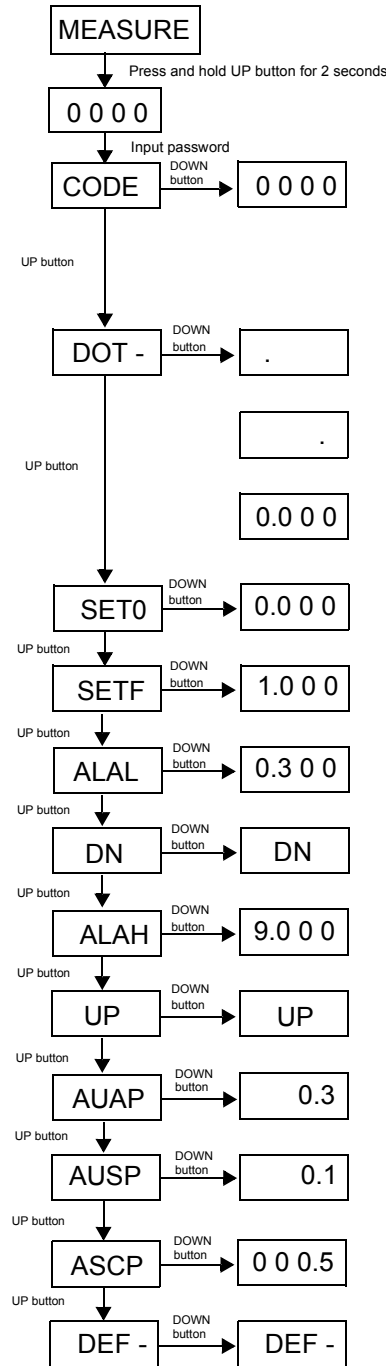 MEASURE
Press and hold UP button for 2 seconds
0 0 0 0
Input password
CODE
DOWN
button
0 0 0 0
UP button
DOT -
DOWN
button
.
.
UP button
0.0 0 0
SET0
DOWN
button
0.0 0 0
UP button
SETF
DOWN
button
1.0 0 0
UP button
ALAL
DOWN
button
0.3 0 0
UP button
DN
DOWN
button
DN
UP button
ALAH
DOWN
button
9.0 0 0
UP button
UP
DOWN
button
UP
UP button
AUAP
DOWN
button
0.3
UP button
AUSP
DOWN
button
0.1
UP button
ASCP
DOWN
button
0 0 0.5
UP button
DEF -
DOWN
button
DEF -